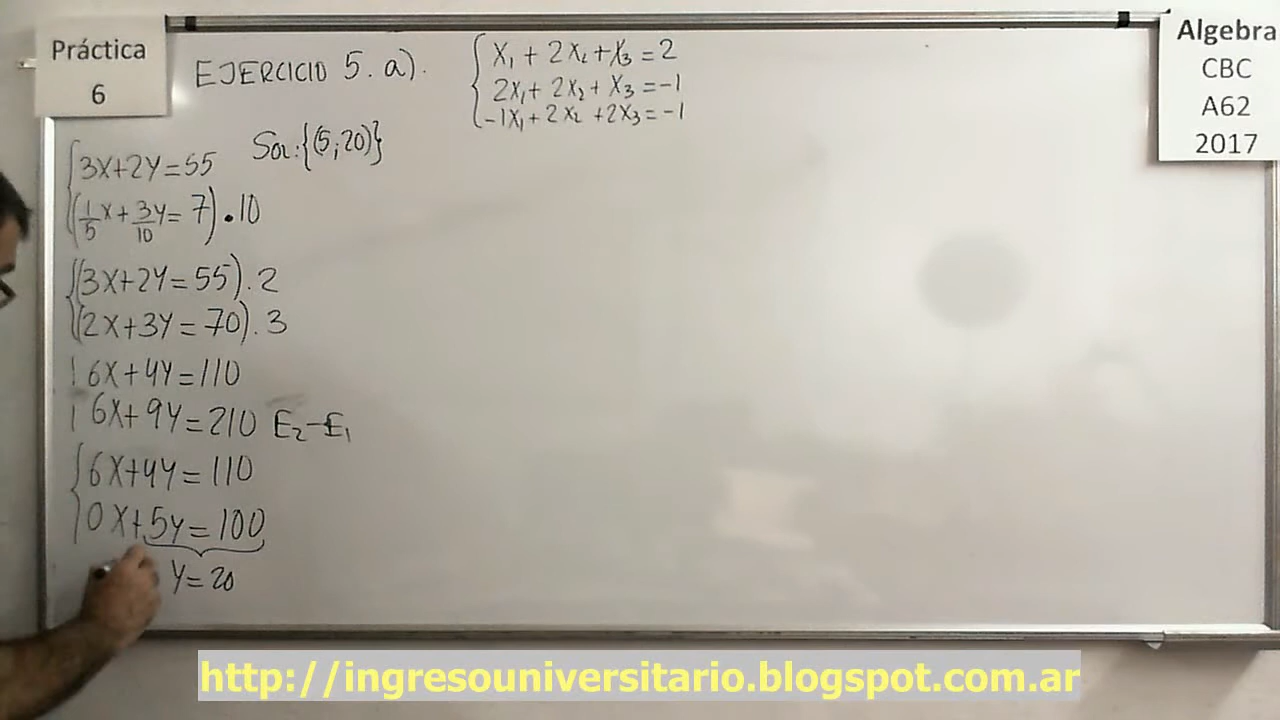 Práctica
6
EJERCICIO 5. a).
X₁ + 2X₂ + X₃ = 2
2X₁ + 2X₂ + X₃ = -1
-1X₁ + 2X₂ + 2X₃ = -1
Algebra
CBC
A62
2017
3X+2Y=55
Sol:{(5;20)}
(1/5 X + 3/10 Y = 7) • 10
(3X+2Y=55).2
(2X+3Y=70).3
6X+4Y=110
6X+9Y=210 E₂-E₁
6X+4Y=110
0X+5Y=100
Y=20
http://ingresouniversitario.blogspot.com.ar